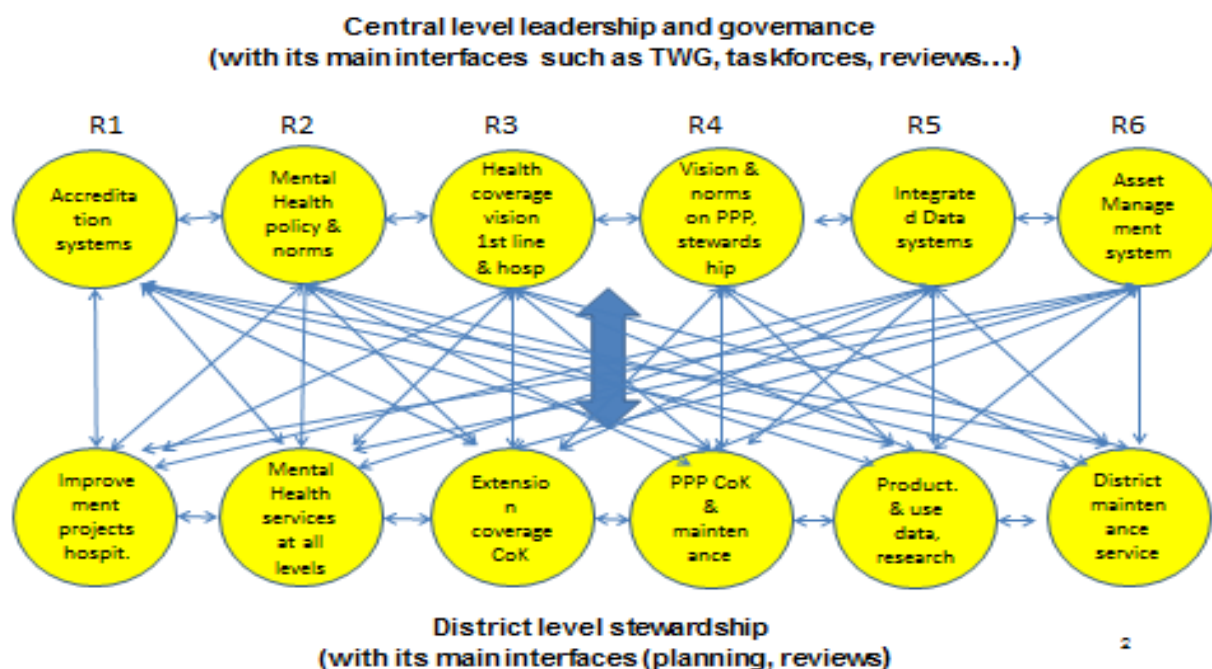 Central level leadership and governance
(with its main interfaces such as TWG, taskforces, reviews…)
R1 R2 R3 R4 R5 R6
Accredita
tion
systems
Mental
Health
policy &
norms
Health
coverage
vision
1st line
& hosp
Vision &
norms
on PPP,
stewards
hip
Integrate
d Data
systems
Asset
Manage
ment
system
Improve
ment
projects
hospit.
Mental
Health
services
at all
levels
Extensio
n
coverage
CoK
PPP CoK
&
mainten
ance
Product.
& use
data,
research
District
mainten
ance
service
District level stewardship
(with its main interfaces (planning, reviews)
2